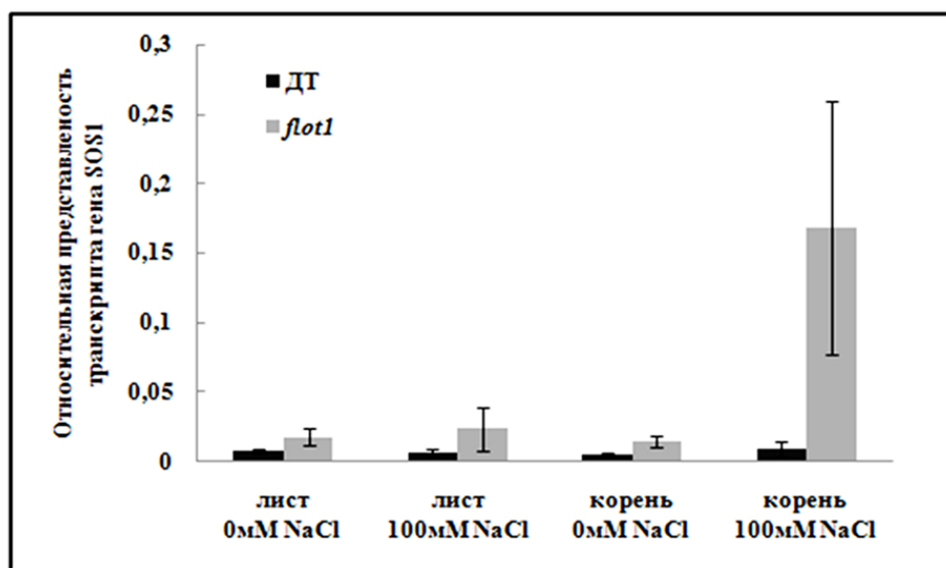 Относительная представленость
транскрипта гена SOS1
0,3
0,25
0,2
0,15
0,1
0,05
0
ДТ
flot1
лист
0мМ NaCl
лист
100мМ NaCl
корень
0мМ NaCl
корень
100мМ NaCl